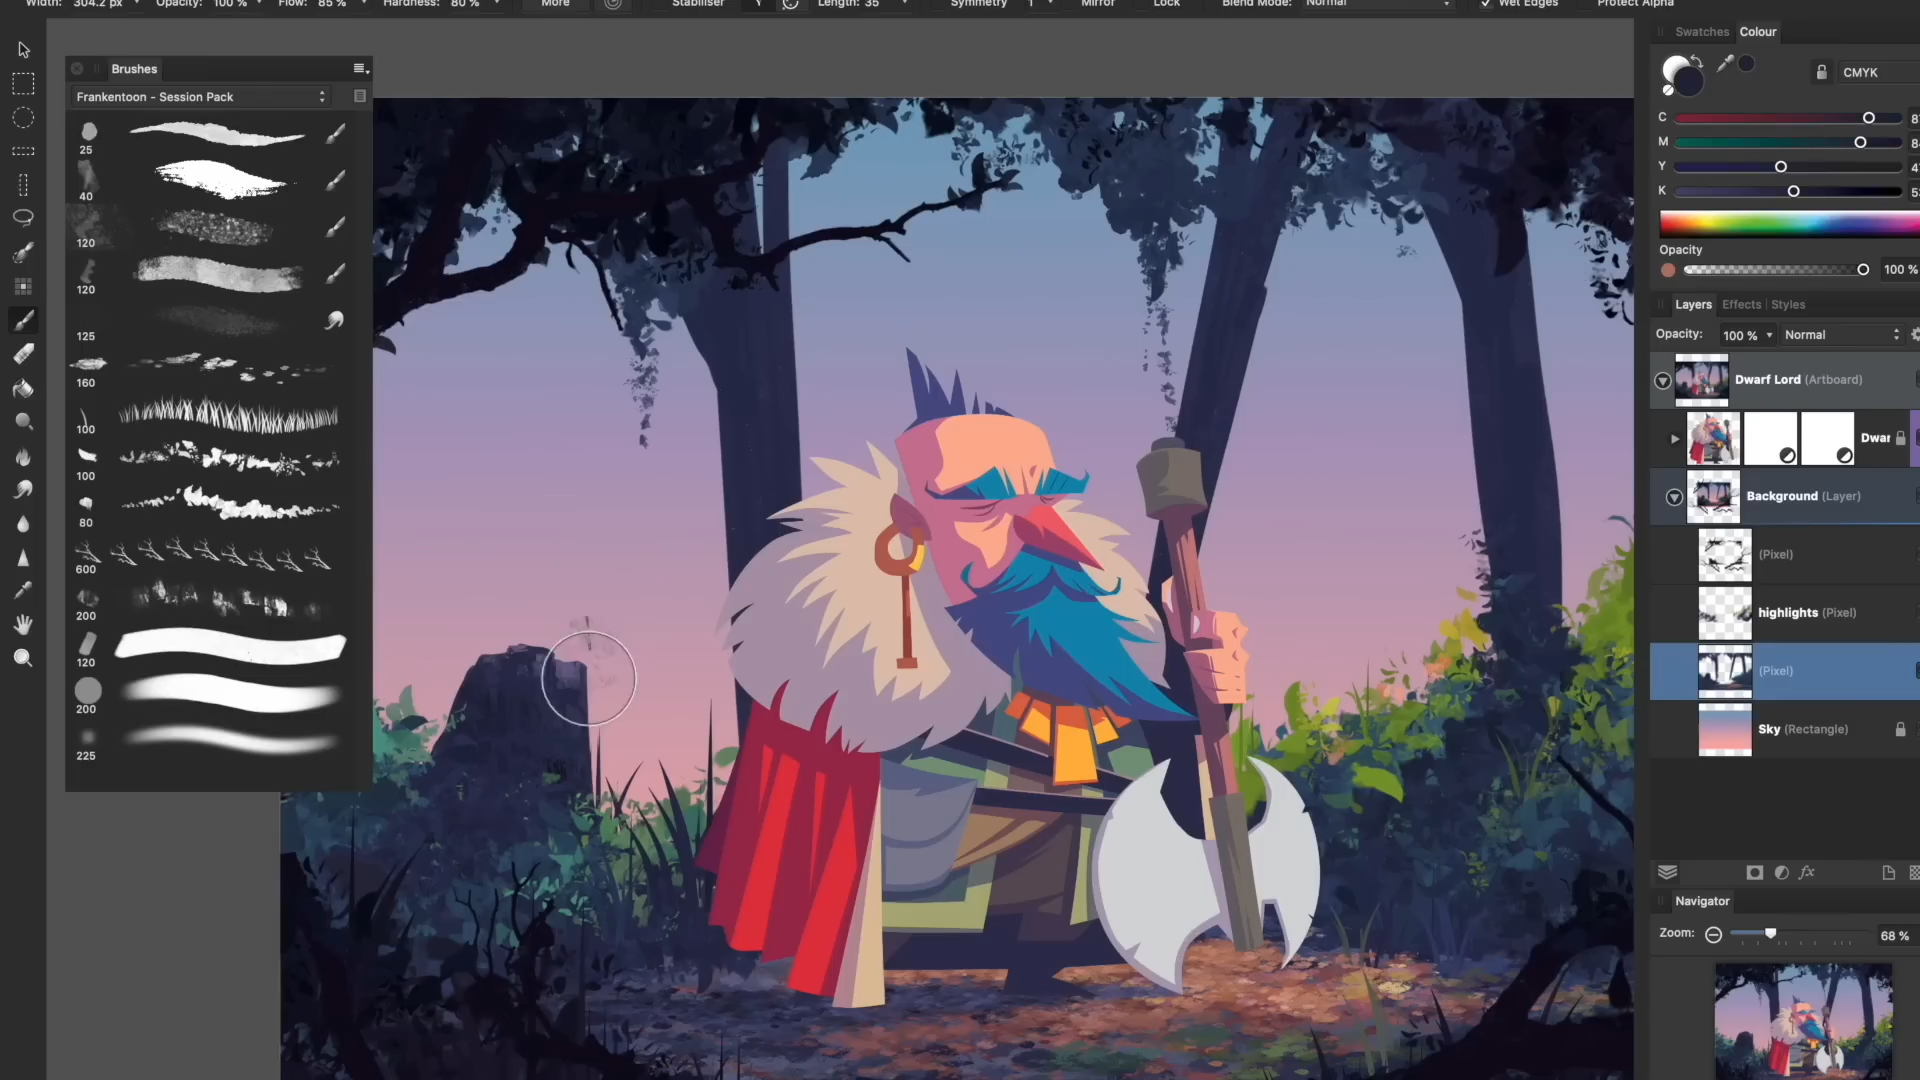 Width: 304.2 px Opacity: 100 % Flow: 85 % Hardness: 80 % More Stabiliser Length: 35 Symmetry 1 Mirror Lock Blend Mode: Normal Wet Edges Protect Alpha
Brushes
Frankentoon - Session Pack
25
40
120
120
125
160
100
100
80
600
200
120
200
225
Swatches Colour
CMYK
C
M
Y
K
Opacity
100 %
Layers Effects Styles
Opacity: 100 % Normal
Dwarf Lord (Artboard)
Dwar
Background (Layer)
(Pixel)
highlights (Pixel)
(Pixel)
Sky (Rectangle)
fx
Navigator
Zoom: 68 %